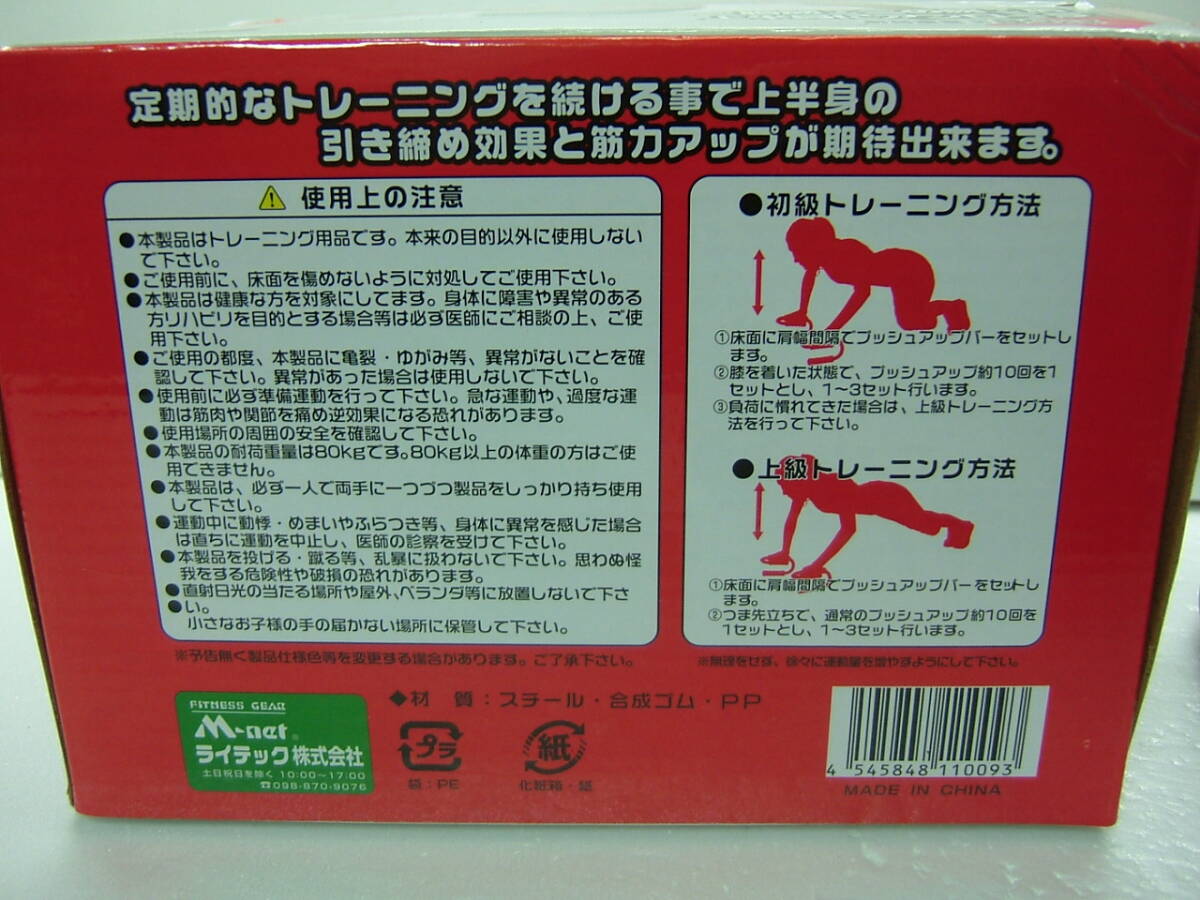 定期的なトレーニングを続ける事で上半身の
引き締め効果と筋力アップが期待出来ます。
使用上の注意
●本製品はトレーニング用品です。本来の目的以外に使用しない
で下さい。
●ご使用前に、床面を傷めないように対処してご使用下さい。
●本製品は健康な方を対象にしてます。身体に障害や異常のある
方リハビリを目的とする場合等は必ず医師にご相談の上、ご使
用下さい。
●ご使用の都度、本製品に亀裂・ゆがみ等、異常がないことを確
認して下さい。異常があった場合は使用しないで下さい。
●使用前に必ず準備運動を行って下さい。急な運動や、過度な運
動は筋肉や関節を痛め逆効果になる恐れがあります。
●使用場所の周囲の安全を確認して下さい。
●本製品の耐荷重量は80kgです。80kg以上の体重の方はご使
用できません。
●本製品は、必ず一人で両手に一つづつ製品をしっかり持ち使用
して下さい。
●運動中に動悸・めまいやふらつき等、身体に異常を感じた場合
は直ちに運動を中止し、医師の診察を受けて下さい。
●本製品を投げる・蹴る等、乱暴に扱わないで下さい。思わぬ怪
我をする危険性や破損の恐れがあります。
●直射日光の当たる場所や屋外、ベランダ等に放置しないで下さ
●い。
小さなお子様の手の届かない場所に保管して下さい。
※予告無く製品仕様色等を変更する場合があります。ご了承下さい。
●初級トレーニング方法
①床面に肩幅間隔でプッシュアップバーをセットし
ます。
②膝を着いた状態で、プッシュアップ約10回を1
セットとし、1〜3セット行います。
③負荷に慣れてきた場合は、上級トレーニング方
法を行って下さい。
●上級トレーニング方法
①床面に肩幅間隔でプッシュアップバーをセットし
ます。
②つま先立ちで、通常のプッシュアップ約10回を
1セットとし、1〜3セット行います。
※無理をせず、徐々に運動量を増やすようにして下さい。
FITNESS GEAR
M-net®
ライテック株式会社
土日祝日を除く 10:00〜17:00
☎098-870-9076
◆材 質:スチール・合成ゴム・PP
プラ
袋:PE
紙
化粧箱・紙
4 545848 110093
MADE IN CHINA